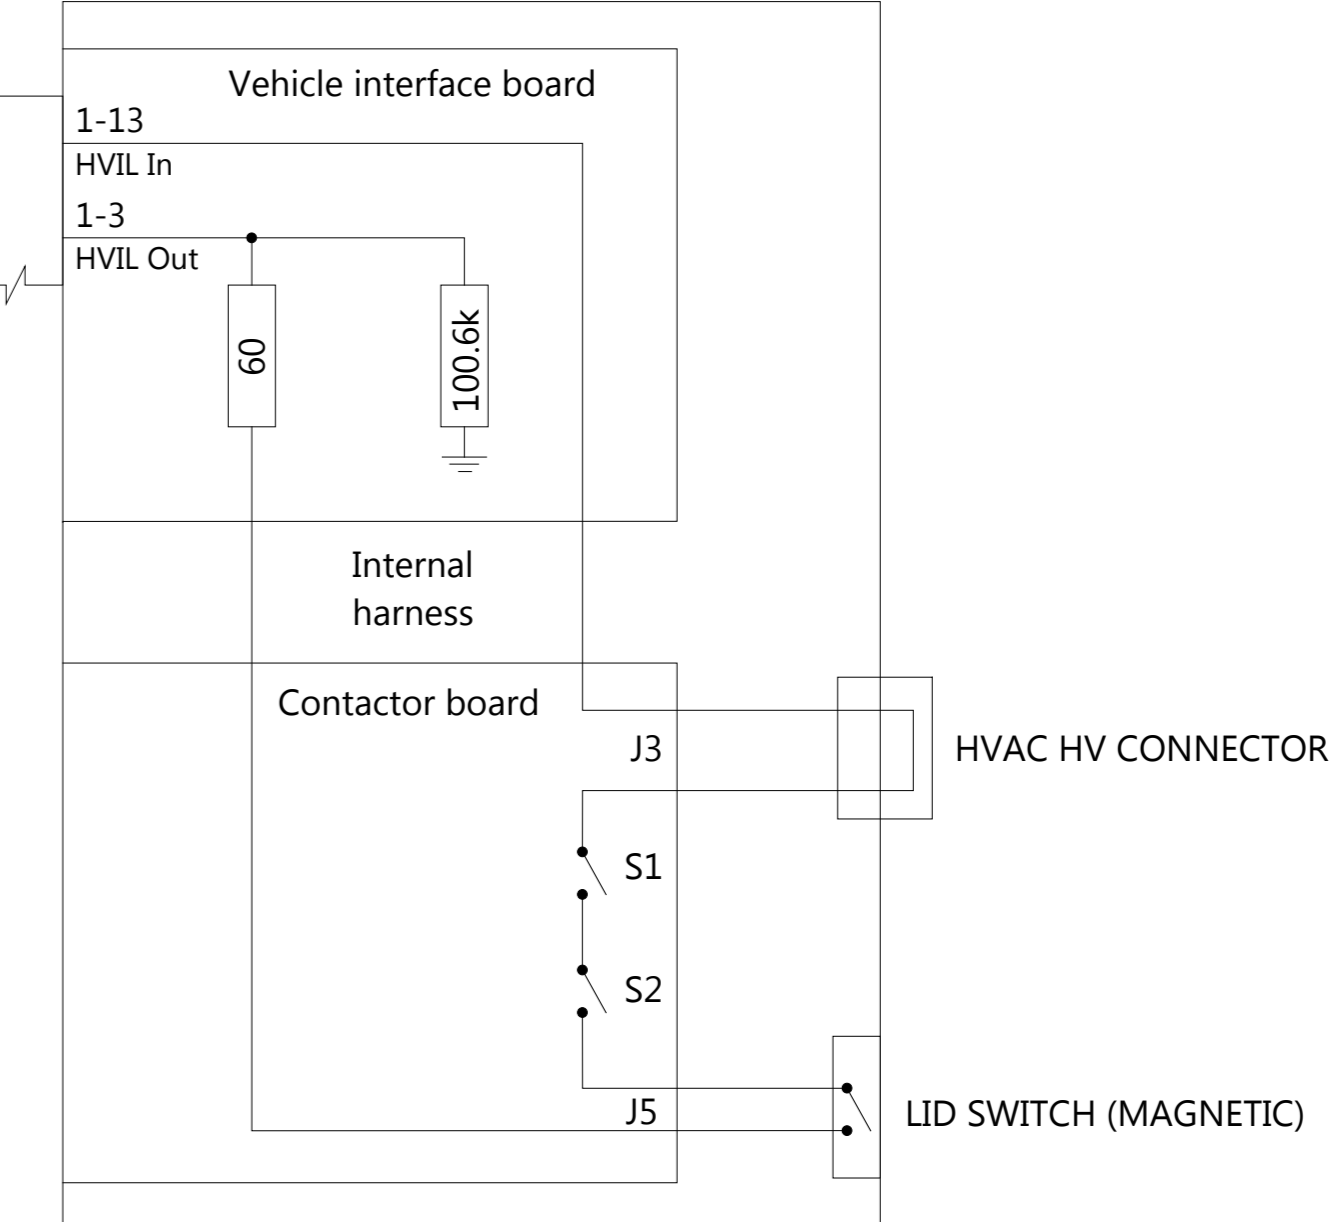 Vehicle interface board
1-13
HVIL In
1-3
HVIL Out
60
100.6k
Internal
harness
Contactor board
J3
HVAC HV CONNECTOR
S1
S2
J5
LID SWITCH (MAGNETIC)